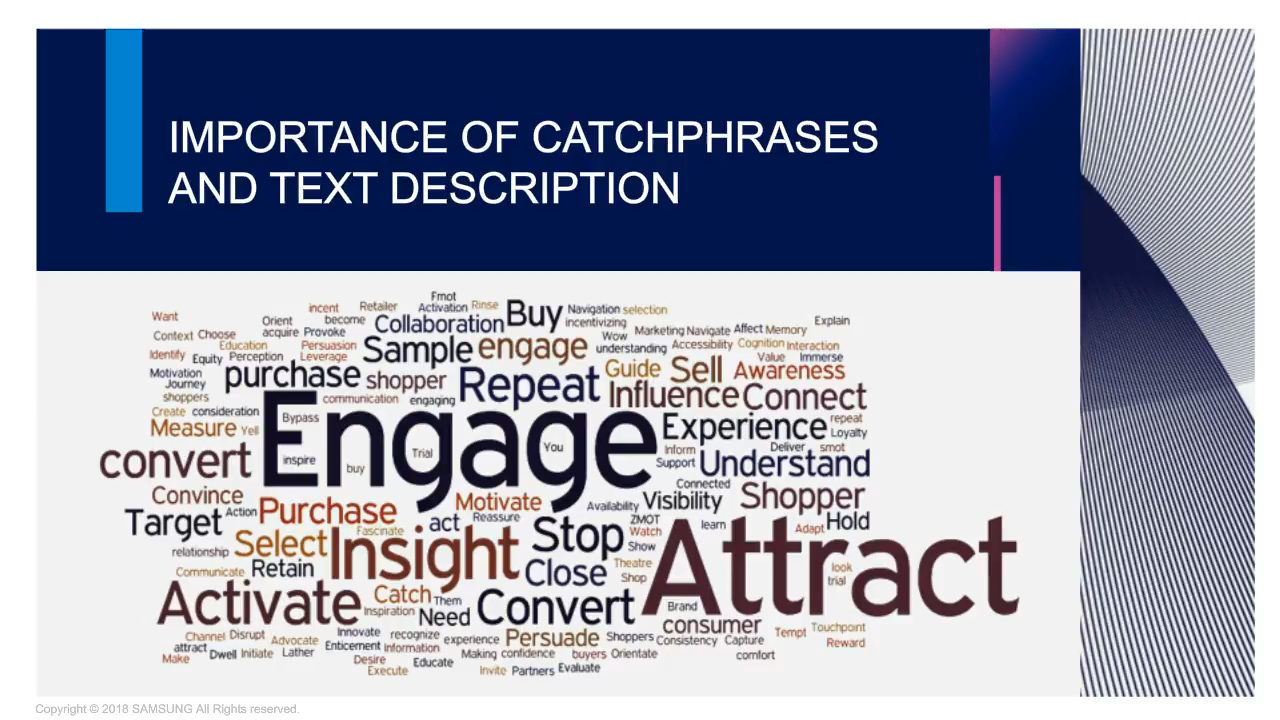 IMPORTANCE OF CATCHPHRASES
AND TEXT DESCRIPTION
Fmot
Want incent Retailer Activation Rinse Buy Navigation selection
Orient become Collaboration incentivizing Explain
Context Choose acquire Provoke Wow Marketing Navigate Affect Memory
Education Persuasion Sample engage understanding Accessibility Cognition Interaction
Identify Equity Perception Leverage Value Immerse
Motivation purchase shopper Repeat Guide Sell Awareness
Journey
shoppers communication engaging Influence Connect
Create consideration Bypass Engage Experience repeat
Measure Yell Loyalty
convert inspire buy Trial You Inform Deliver smot
Support Understand
Convince Connected
Action Purchase Motivate Availability Visibility Shopper
Target Fascinate act Reassure ZMOT learn Adapt Hold
relationship Select Insight Stop Watch Attract
Show
Communicate Retain Close Theatre look
Shop trial
Activate Catch Them Convert Brand
Inspiration Need consumer
Channel Disrupt Advocate Innovate recognize experience Persuade Shoppers Consistency Capture Tempt Touchpoint
attract Dwell Initiate Lather Enticement Information Making confidence buyers Orientate comfort Reward
Make Desire Educate
Execute Invite Partners Evaluate
Copyright © 2018 SAMSUNG All Rights reserved.